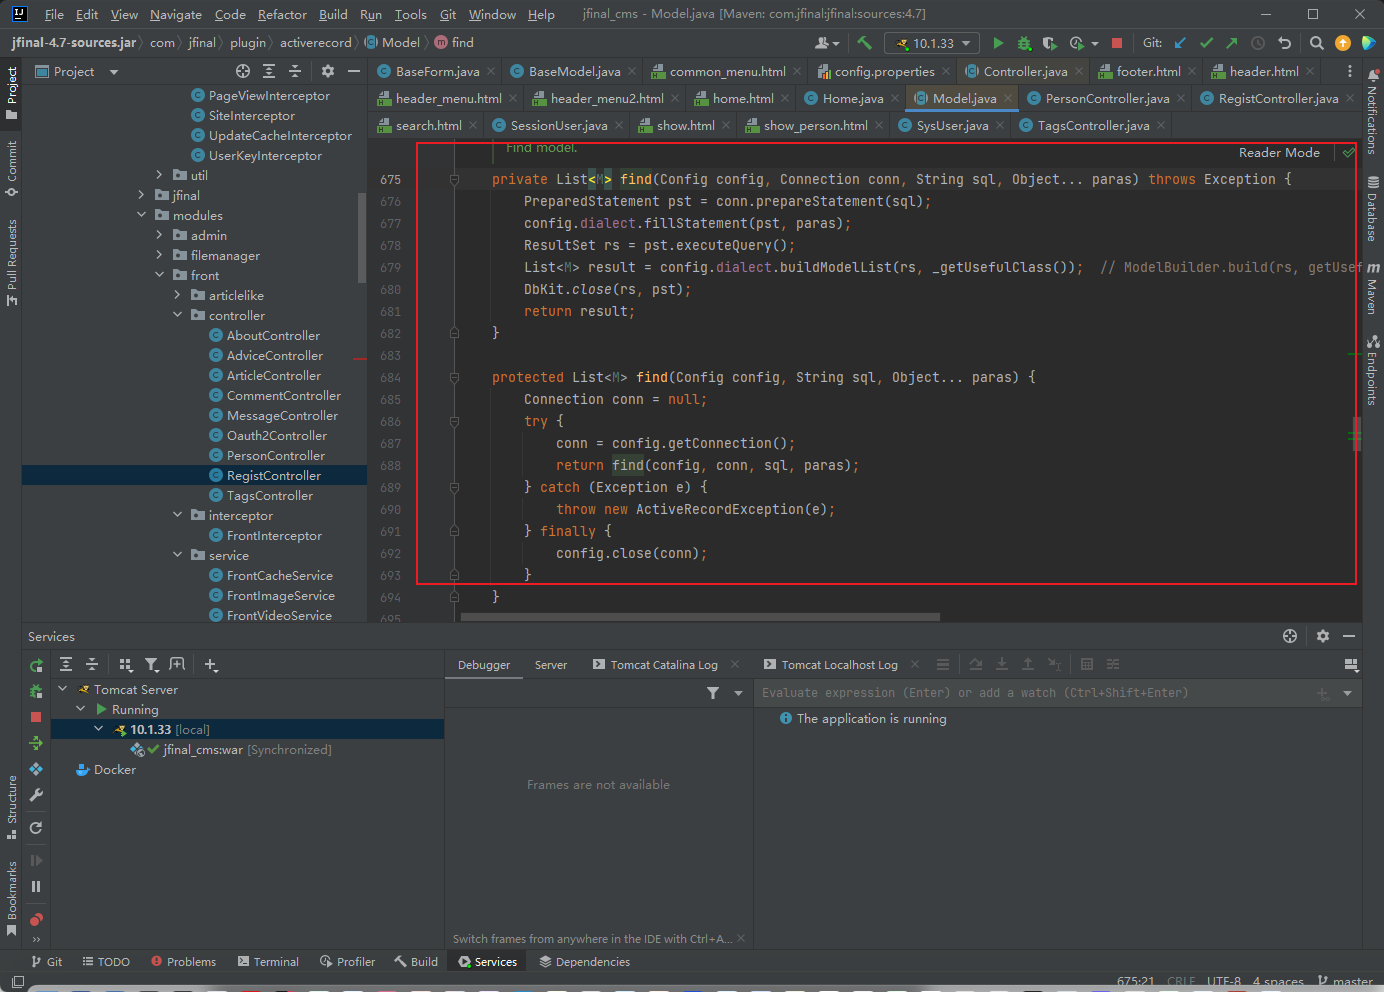 File Edit View Navigate Code Refactor Build Run Tools Git Window Help jfinal_cms - Model.java [Maven: com.jfinal:jfinal:sources:4.7]
jfinal-4.7-sources.jar com jfinal plugin activerecord Model find 10.1.33 Git:
Project BaseForm.java BaseModel.java common_menu.html config.properties Controller.java footer.html header.html
header_menu.html header_menu2.html home.html Home.java Model.java PersonController.java RegistController.java
search.html SessionUser.java show.html show_person.html SysUser.java TagsController.java
Project
Commit
Pull Requests
Structure
Bookmarks
Notifications
Database
Maven
Endpoints
PageViewInterceptor
SiteInterceptor
UpdateCacheInterceptor
UserKeyInterceptor
util
jfinal
modules
admin
filemanager
front
articlelike
controller
AboutController
AdviceController
ArticleController
CommentController
MessageController
Oauth2Controller
PersonController
RegistController
TagsController
interceptor
FrontInterceptor
service
FrontCacheService
FrontImageService
FrontVideoService
Find model.
Reader Mode
675 private List<M> find(Config config, Connection conn, String sql, Object... paras) throws Exception {
676 PreparedStatement pst = conn.prepareStatement(sql);
677 config.dialect.fillStatement(pst, paras);
678 ResultSet rs = pst.executeQuery();
679 List<M> result = config.dialect.buildModelList(rs, _getUsefulClass()); // ModelBuilder.build(rs, getUsef
680 DbKit.close(rs, pst);
681 return result;
682 }
683
684 protected List<M> find(Config config, String sql, Object... paras) {
685 Connection conn = null;
686 try {
687 conn = config.getConnection();
688 return find(config, conn, sql, paras);
689 } catch (Exception e) {
690 throw new ActiveRecordException(e);
691 } finally {
692 config.close(conn);
693 }
694 }
695
Services
Debugger Server Tomcat Catalina Log Tomcat Localhost Log
Tomcat Server
Running
10.1.33 [local]
jfinal_cms:war [Synchronized]
Docker
Evaluate expression (Enter) or add a watch (Ctrl+Shift+Enter)
The application is running
Frames are not available
Switch frames from anywhere in the IDE with Ctrl+A...
Git TODO Problems Terminal Profiler Build Services Dependencies
675:21 CRLF UTF-8 4 spaces master